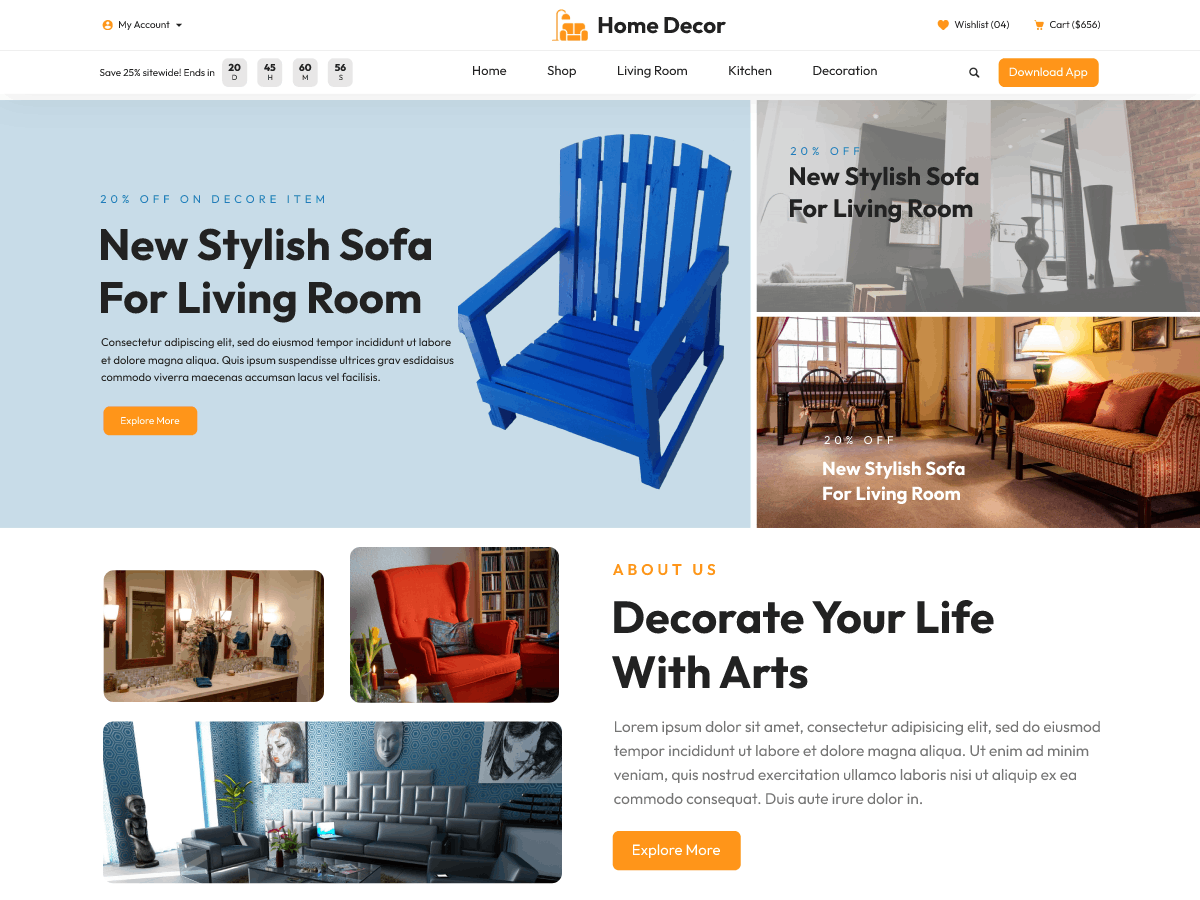 My Account
Home Decor
Wishlist (04)
Cart ($656)
Save 25% sitewide! Ends in
20
D
45
H
60
M
56
S
Home
Shop
Living Room
Kitchen
Decoration
Download App
20% OFF ON DECORE ITEM
New Stylish Sofa
For Living Room
Consectetur adipiscing elit, sed do eiusmod tempor incididunt ut labore
et dolore magna aliqua. Quis ipsum suspendisse ultrices grav esdidaisus
commodo viverra maecenas accumsan lacus vel facilisis.
Explore More
20% OFF
New Stylish Sofa
For Living Room
20% OFF
New Stylish Sofa
For Living Room
ABOUT US
Decorate Your Life
With Arts
Lorem ipsum dolor sit amet, consectetur adipisicing elit, sed do eiusmod
tempor incididunt ut labore et dolore magna aliqua. Ut enim ad minim
veniam, quis nostrud exercitation ullamco laboris nisi ut aliquip ex ea
commodo consequat. Duis aute irure dolor in.
Explore More